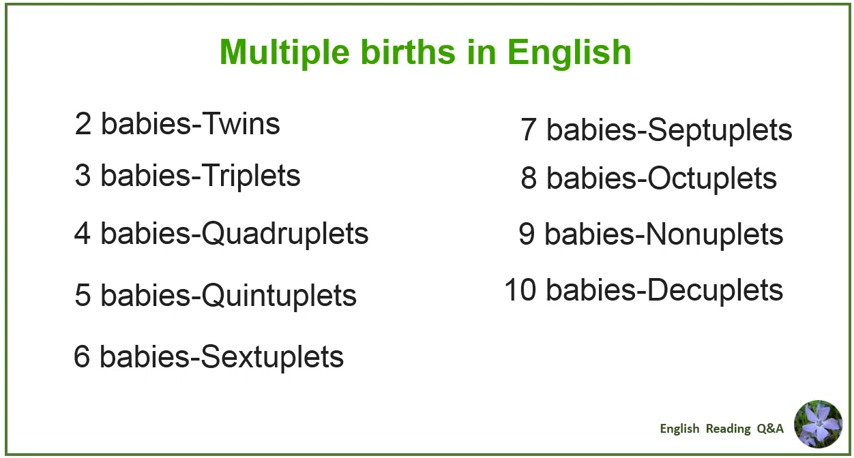 Multiple births in English
2 babies-Twins
3 babies-Triplets
4 babies-Quadruplets
5 babies-Quintuplets
6 babies-Sextuplets
7 babies-Septuplets
8 babies-Octuplets
9 babies-Nonuplets
10 babies-Decuplets
English Reading Q&A